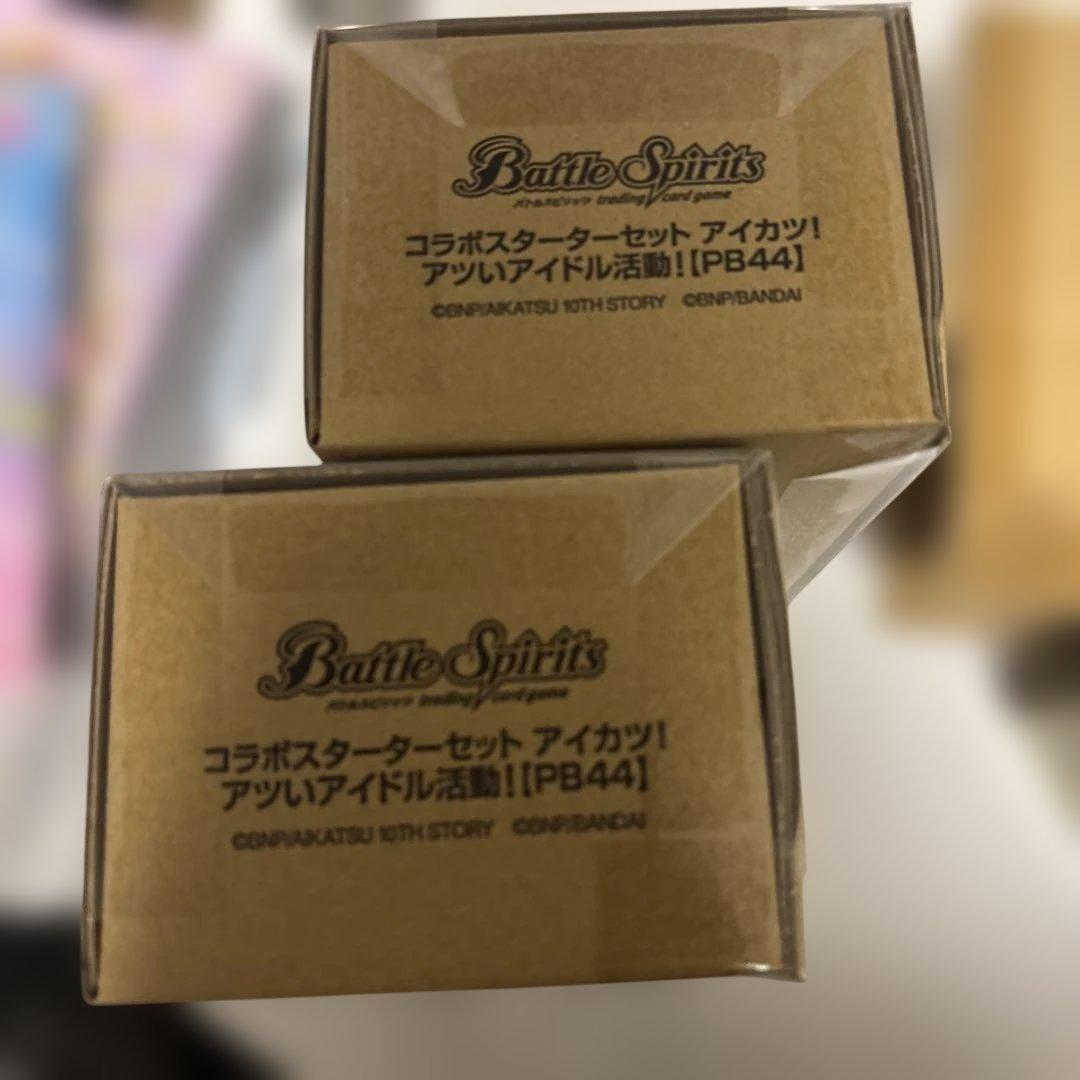 Battle Spirits
バトルスピリッツ trading card game
コラボスターターセット アイカツ!
アツいアイドル活動!【PB44】
©BNP/AIKATSU 10TH STORY ©BNP/BANDAI
Battle Spirits
バトルスピリッツ trading card game
コラボスターターセット アイカツ!
アツいアイドル活動!【PB44】
©BNP/AIKATSU 10TH STORY ©BNP/BANDAI